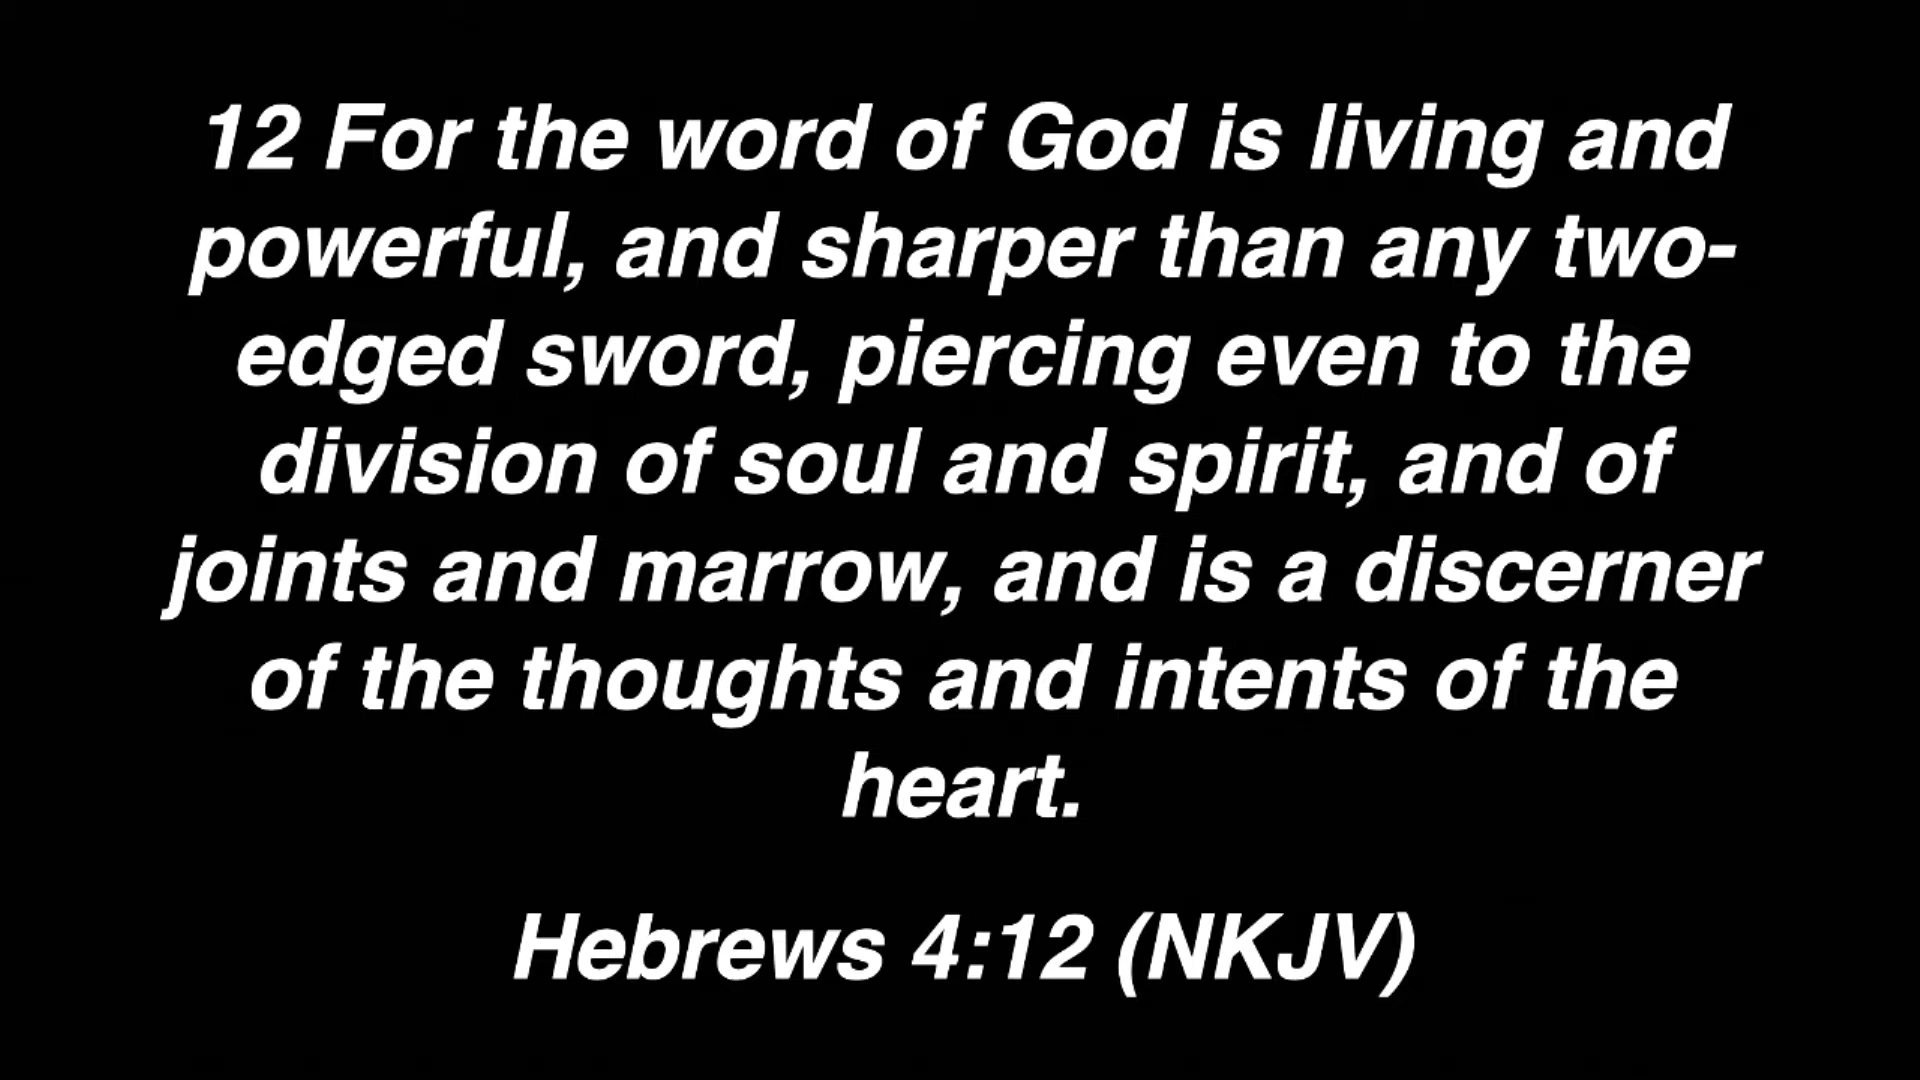 12 For the word of God is living and
powerful, and sharper than any two-
edged sword, piercing even to the
division of soul and spirit, and of
joints and marrow, and is a discerner
of the thoughts and intents of the
heart.
Hebrews 4:12 (NKJV)